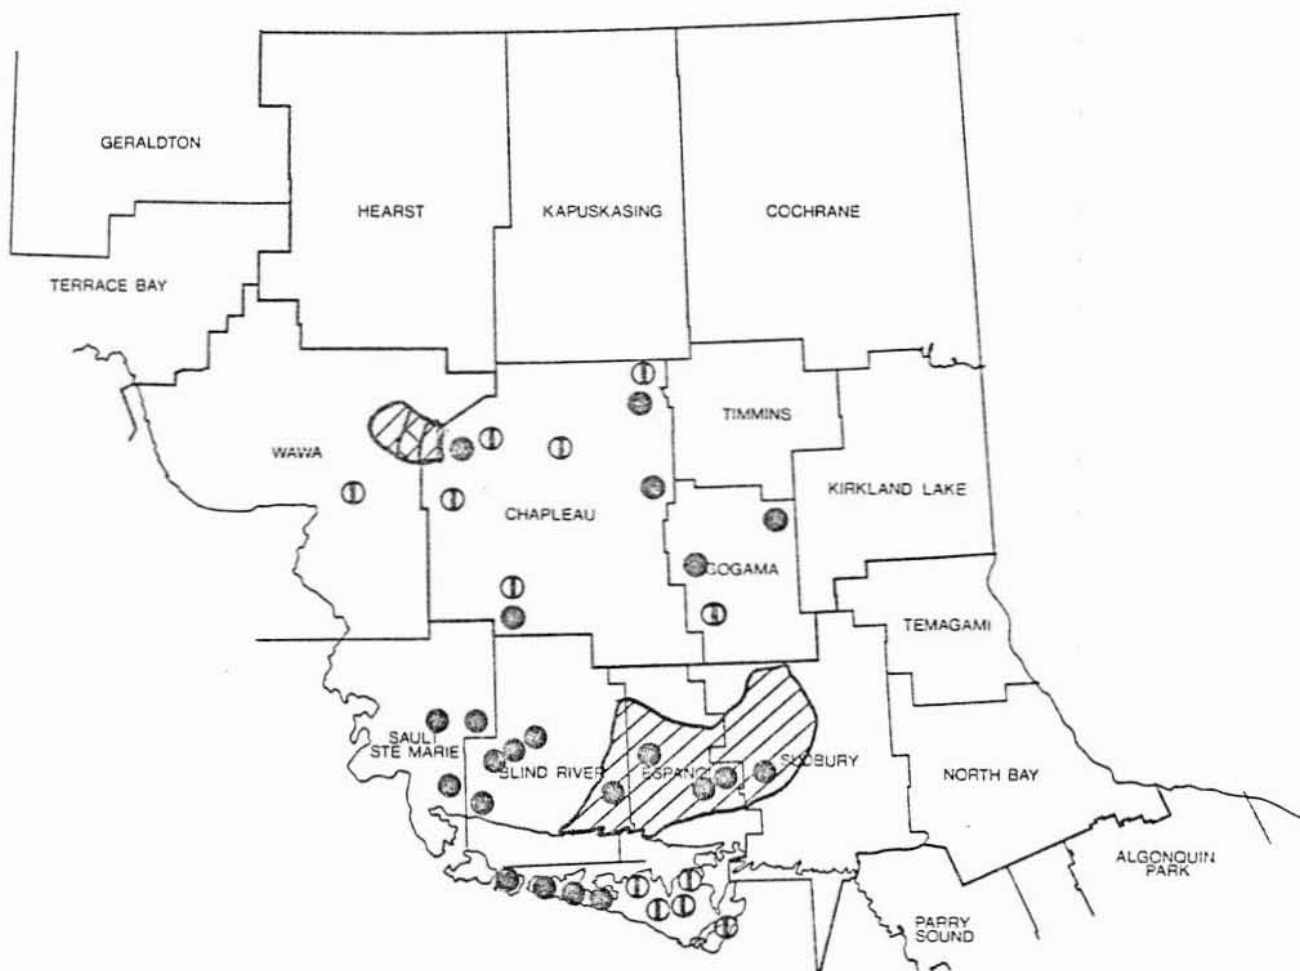 GERALDTON
HEARST
KAPUSKASING
COCHRANE
TERRACE BAY
TIMMINS
WAWA
KIRKLAND LAKE
CHAPLEAU
GOGAMA
TEMAGAMI
SAULT
STE MARIE
BLIND RIVER
ESPANO
SUDBURY
NORTH BAY
ALGONQUIN
PARK
PARRY
SOUND